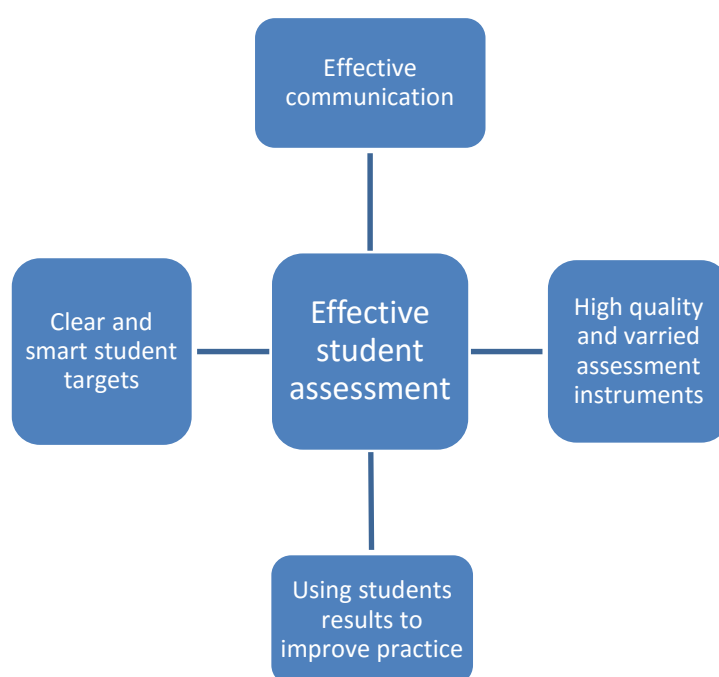 Effective
communication
Clear and
smart student
targets
Effective
student
assessment
High quality
and varried
assessment
instruments
Using students
results to
improve practice